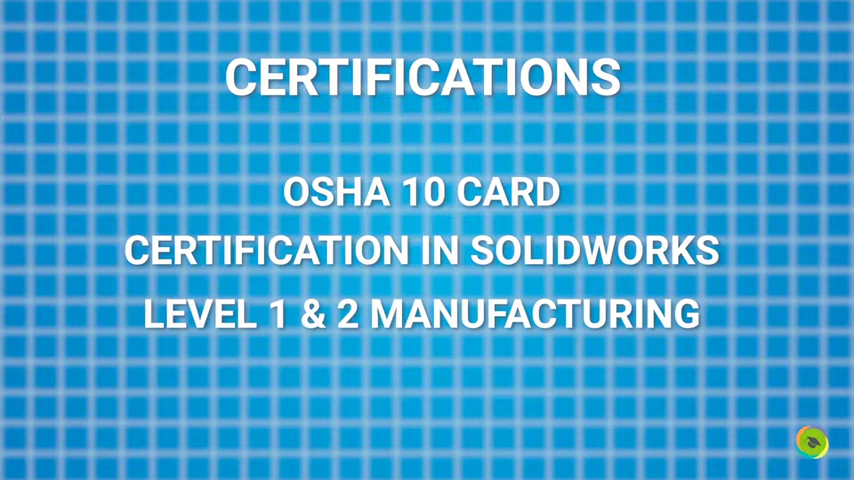 CERTIFICATIONS
OSHA 10 CARD
CERTIFICATION IN SOLIDWORKS
LEVEL 1 & 2 MANUFACTURING